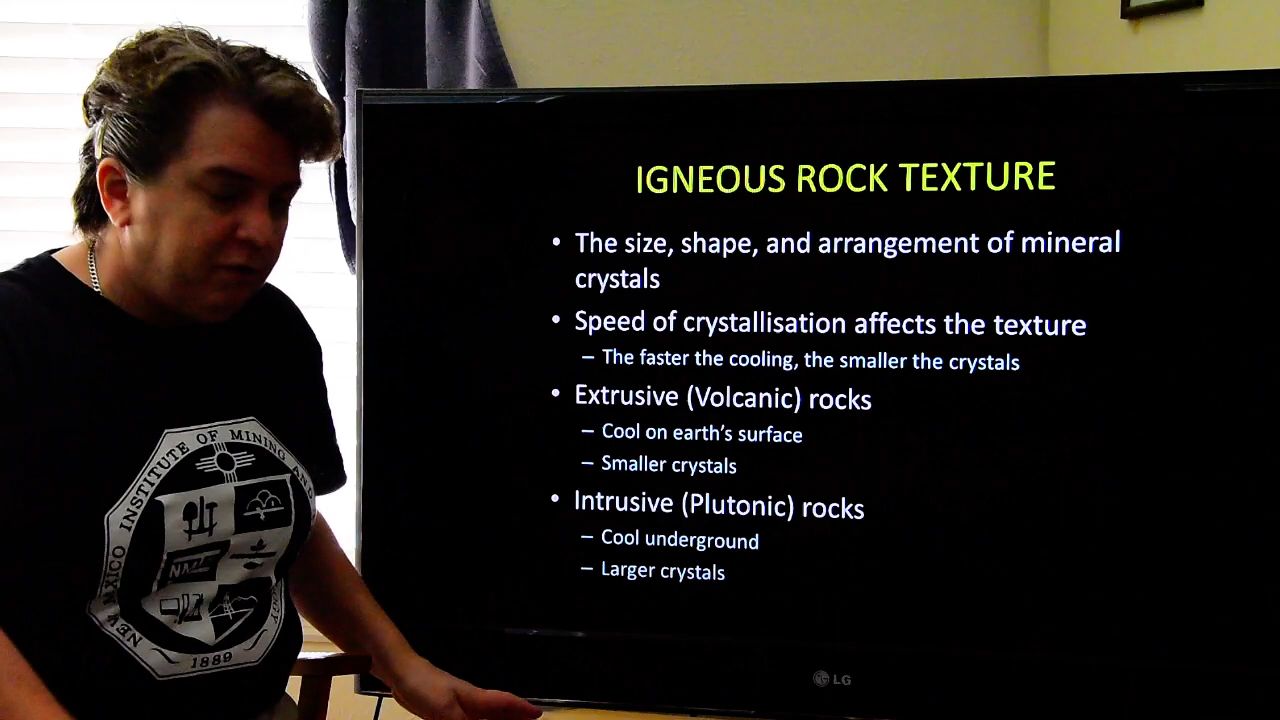 IGNEOUS ROCK TEXTURE
• The size, shape, and arrangement of mineral
crystals
• Speed of crystallisation affects the texture
– The faster the cooling, the smaller the crystals
• Extrusive (Volcanic) rocks
– Cool on earth's surface
– Smaller crystals
• Intrusive (Plutonic) rocks
– Cool underground
– Larger crystals
LG
NEW MEXICO INSTITUTE OF MINING AND
1889